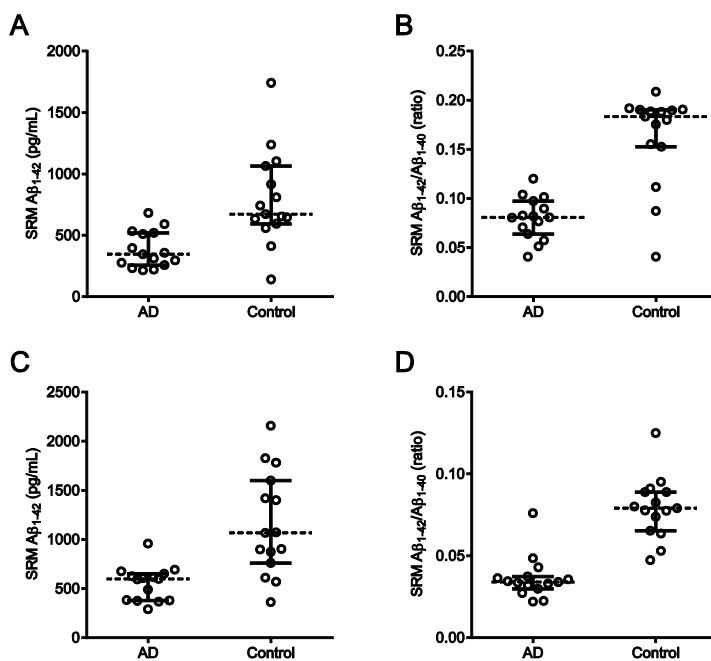 A
SRM Aβ1-42 (pg/mL)
2000
1500
1000
500
0
AD
Control
B
SRM Aβ1-42/Aβ1-40 (ratio)
0.25
0.20
0.15
0.10
0.05
0.00
AD
Control
C
SRM Aβ1-42 (pg/mL)
2500
2000
1500
1000
500
0
AD
Control
D
SRM Aβ1-42/Aβ1-40 (ratio)
0.15
0.10
0.05
0.00
AD
Control